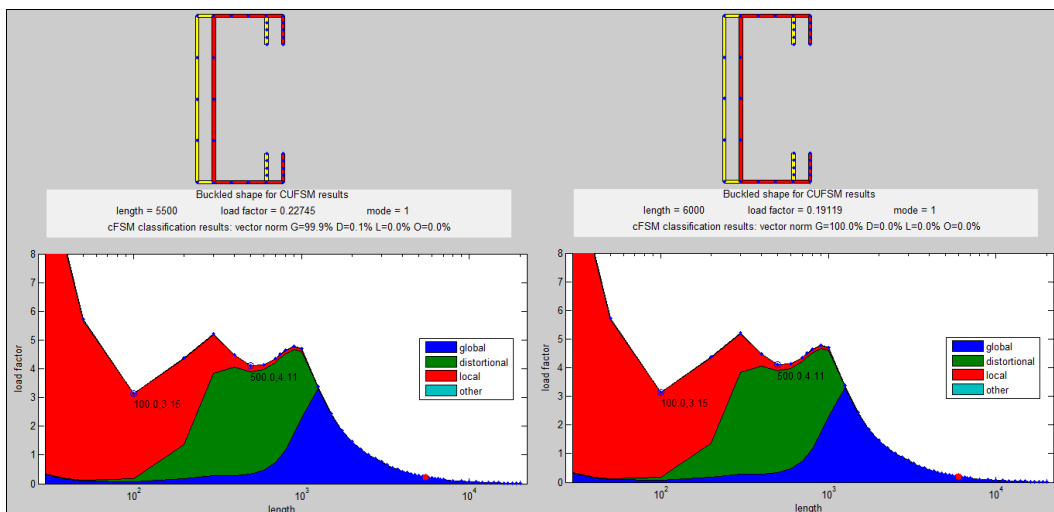 Buckled shape for CUFSM results
length = 5500 load factor = 0.22745 mode = 1
cFSM classification results: vector norm G=99.9% D=0.1% L=0.0% O=0.0%
8
7
6
5
4
3
2
1
0
load factor
500.0,4.11
100.0,3.15
global
distortional
local
other
10^2
10^3
10^4
length
Buckled shape for CUFSM results
length = 6000 load factor = 0.19119 mode = 1
cFSM classification results: vector norm G=100.0% D=0.0% L=0.0% O=0.0%
8
7
6
5
4
3
2
1
0
load factor
500.0,4.11
100.0,3.15
global
distortional
local
other
10^2
10^3
10^4
length